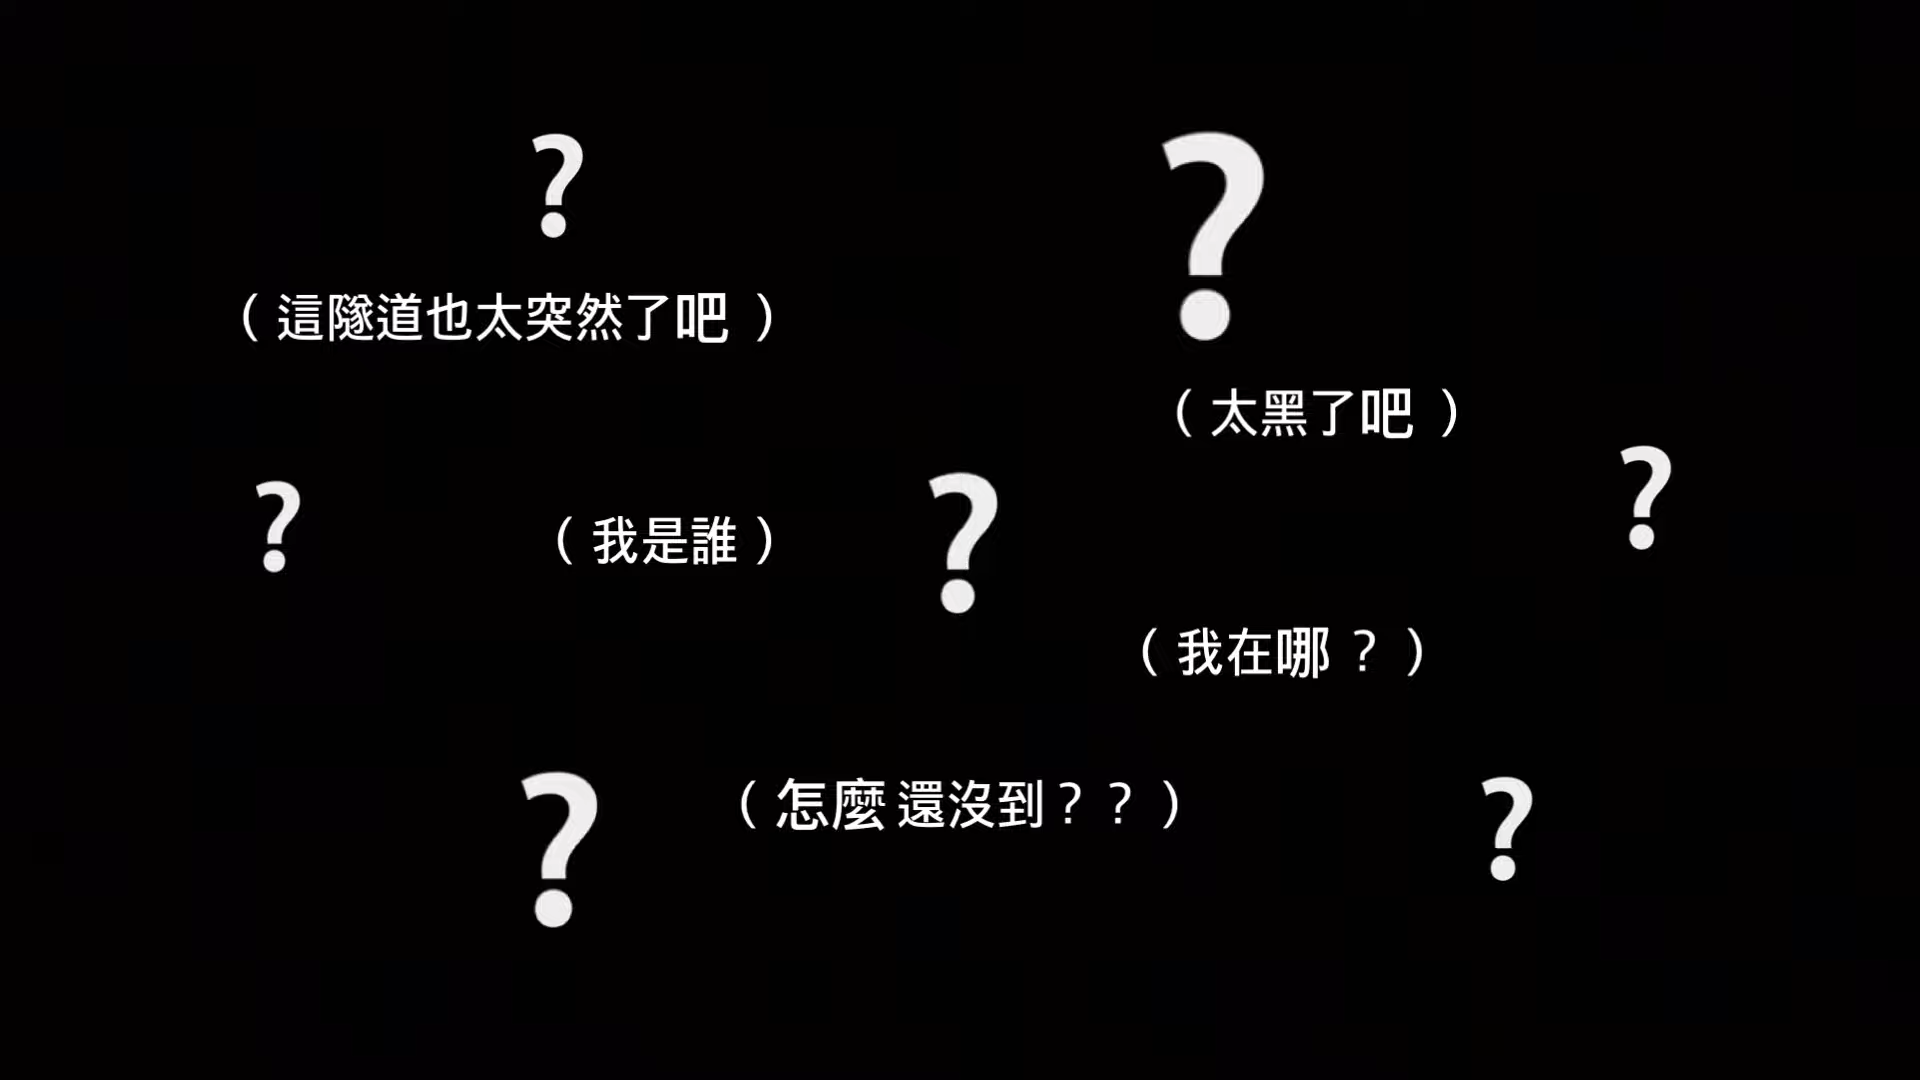 ?
?
（這隧道也太突然了吧 ）
（太黑了吧 ）
?
?
（我是誰）
?
（我在哪 ？）
?
（怎麼 還沒到？？）
?